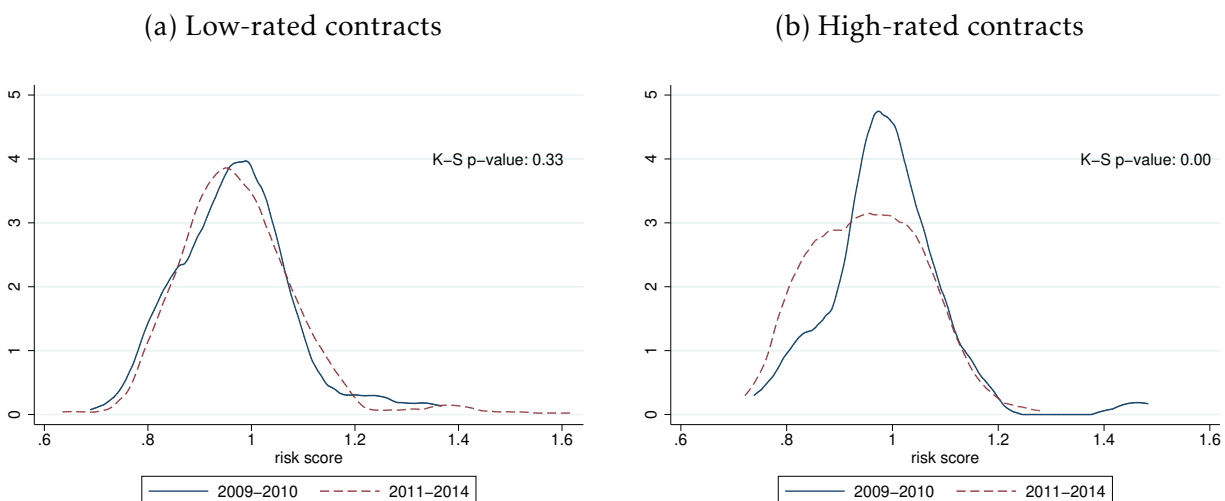 (a) Low-rated contracts
5
4
3
2
1
0
K-S p-value: 0.33
.6 .8 1 1.2 1.4 1.6
risk score
2009-2010 2011-2014
(b) High-rated contracts
5
4
3
2
1
0
K-S p-value: 0.00
.6 .8 1 1.2 1.4 1.6
risk score
2009-2010 2011-2014